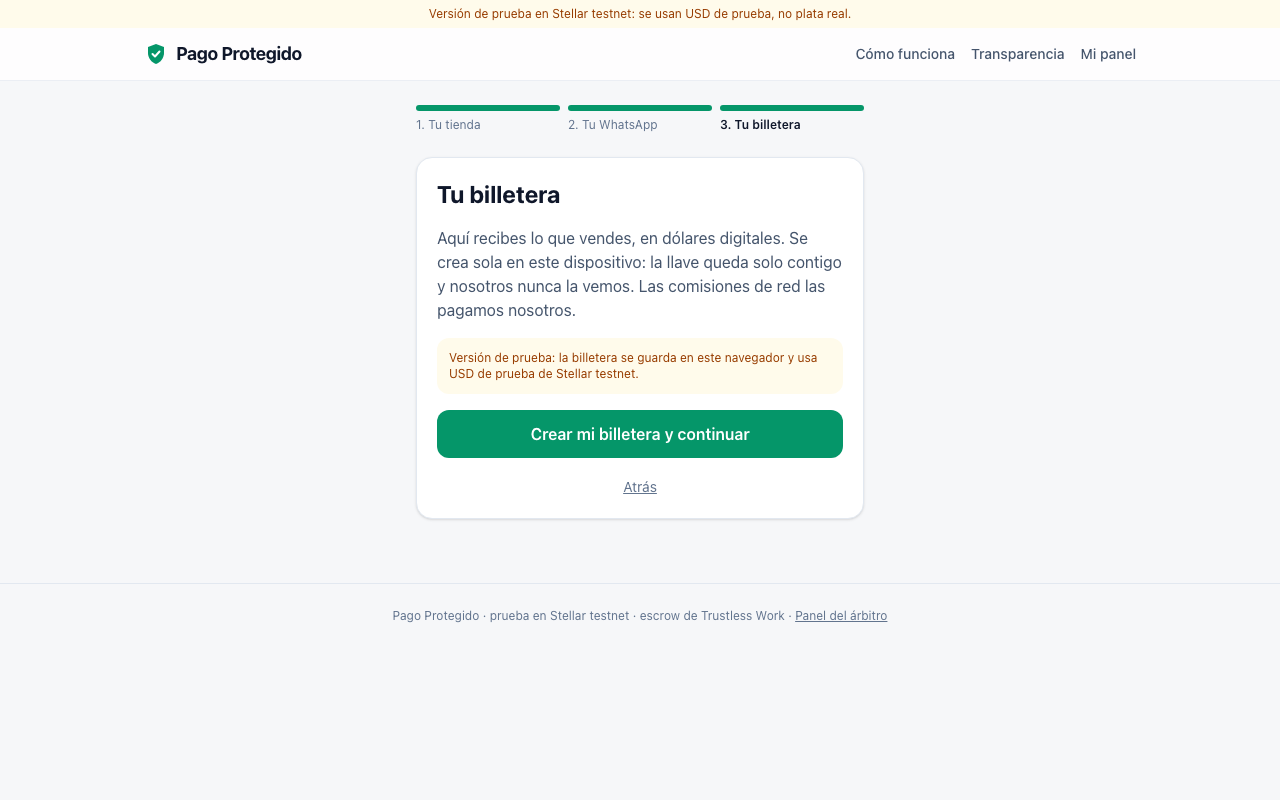 Versión de prueba en Stellar testnet: se usan USD de prueba, no plata real.
Pago Protegido
Cómo funciona
Transparencia
Mi panel
1. Tu tienda
2. Tu WhatsApp
3. Tu billetera
Tu billetera
Aquí recibes lo que vendes, en dólares digitales. Se
crea sola en este dispositivo: la llave queda solo contigo
y nosotros nunca la vemos. Las comisiones de red las
pagamos nosotros.
Versión de prueba: la billetera se guarda en este navegador y usa
USD de prueba de Stellar testnet.
Crear mi billetera y continuar
Atrás
Pago Protegido · prueba en Stellar testnet · escrow de Trustless Work · Panel del árbitro